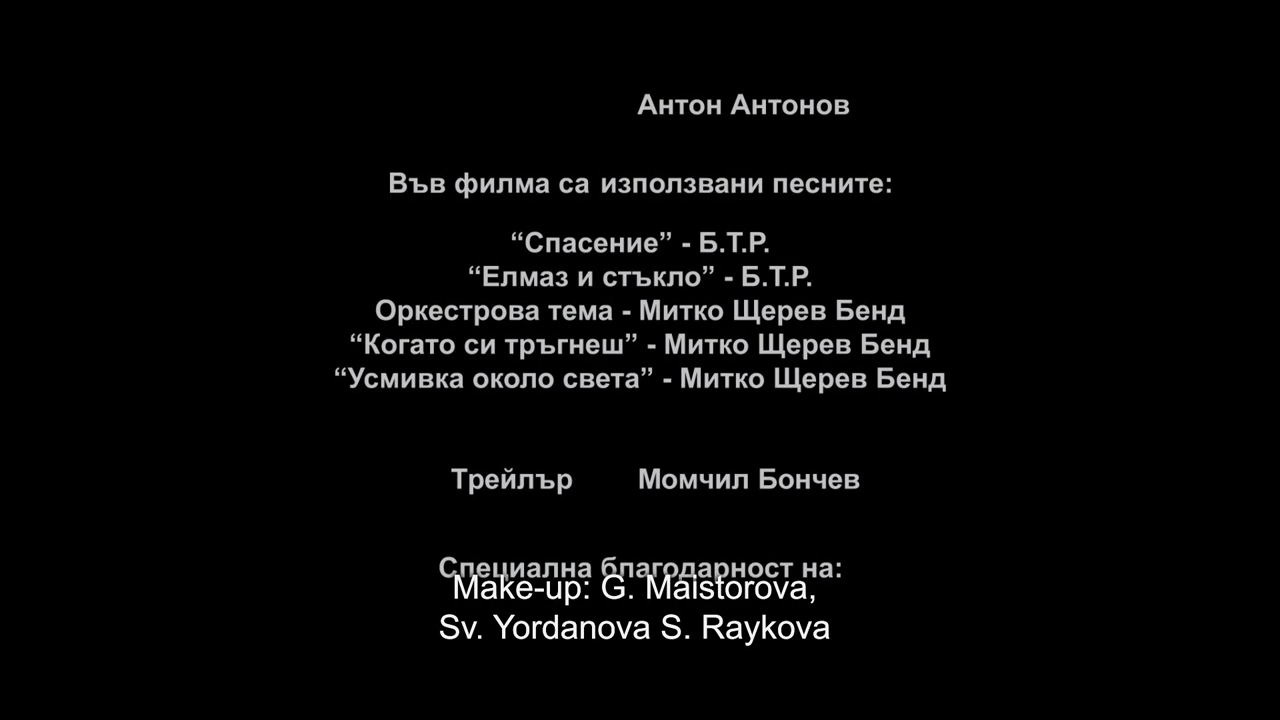 Антон Антонов
Във филма са използвани песните:
“Спасение” - Б.Т.Р.
“Елмаз и стъкло” - Б.Т.Р.
Оркестрова тема - Митко Щерев Бенд
“Когато си тръгнеш” - Митко Щерев Бенд
“Усмивка около света” - Митко Щерев Бенд
Трейлър Момчил Бончев
Специална благодарност на:
Make-up: G. Maistorova,
Sv. Yordanova S. Raykova